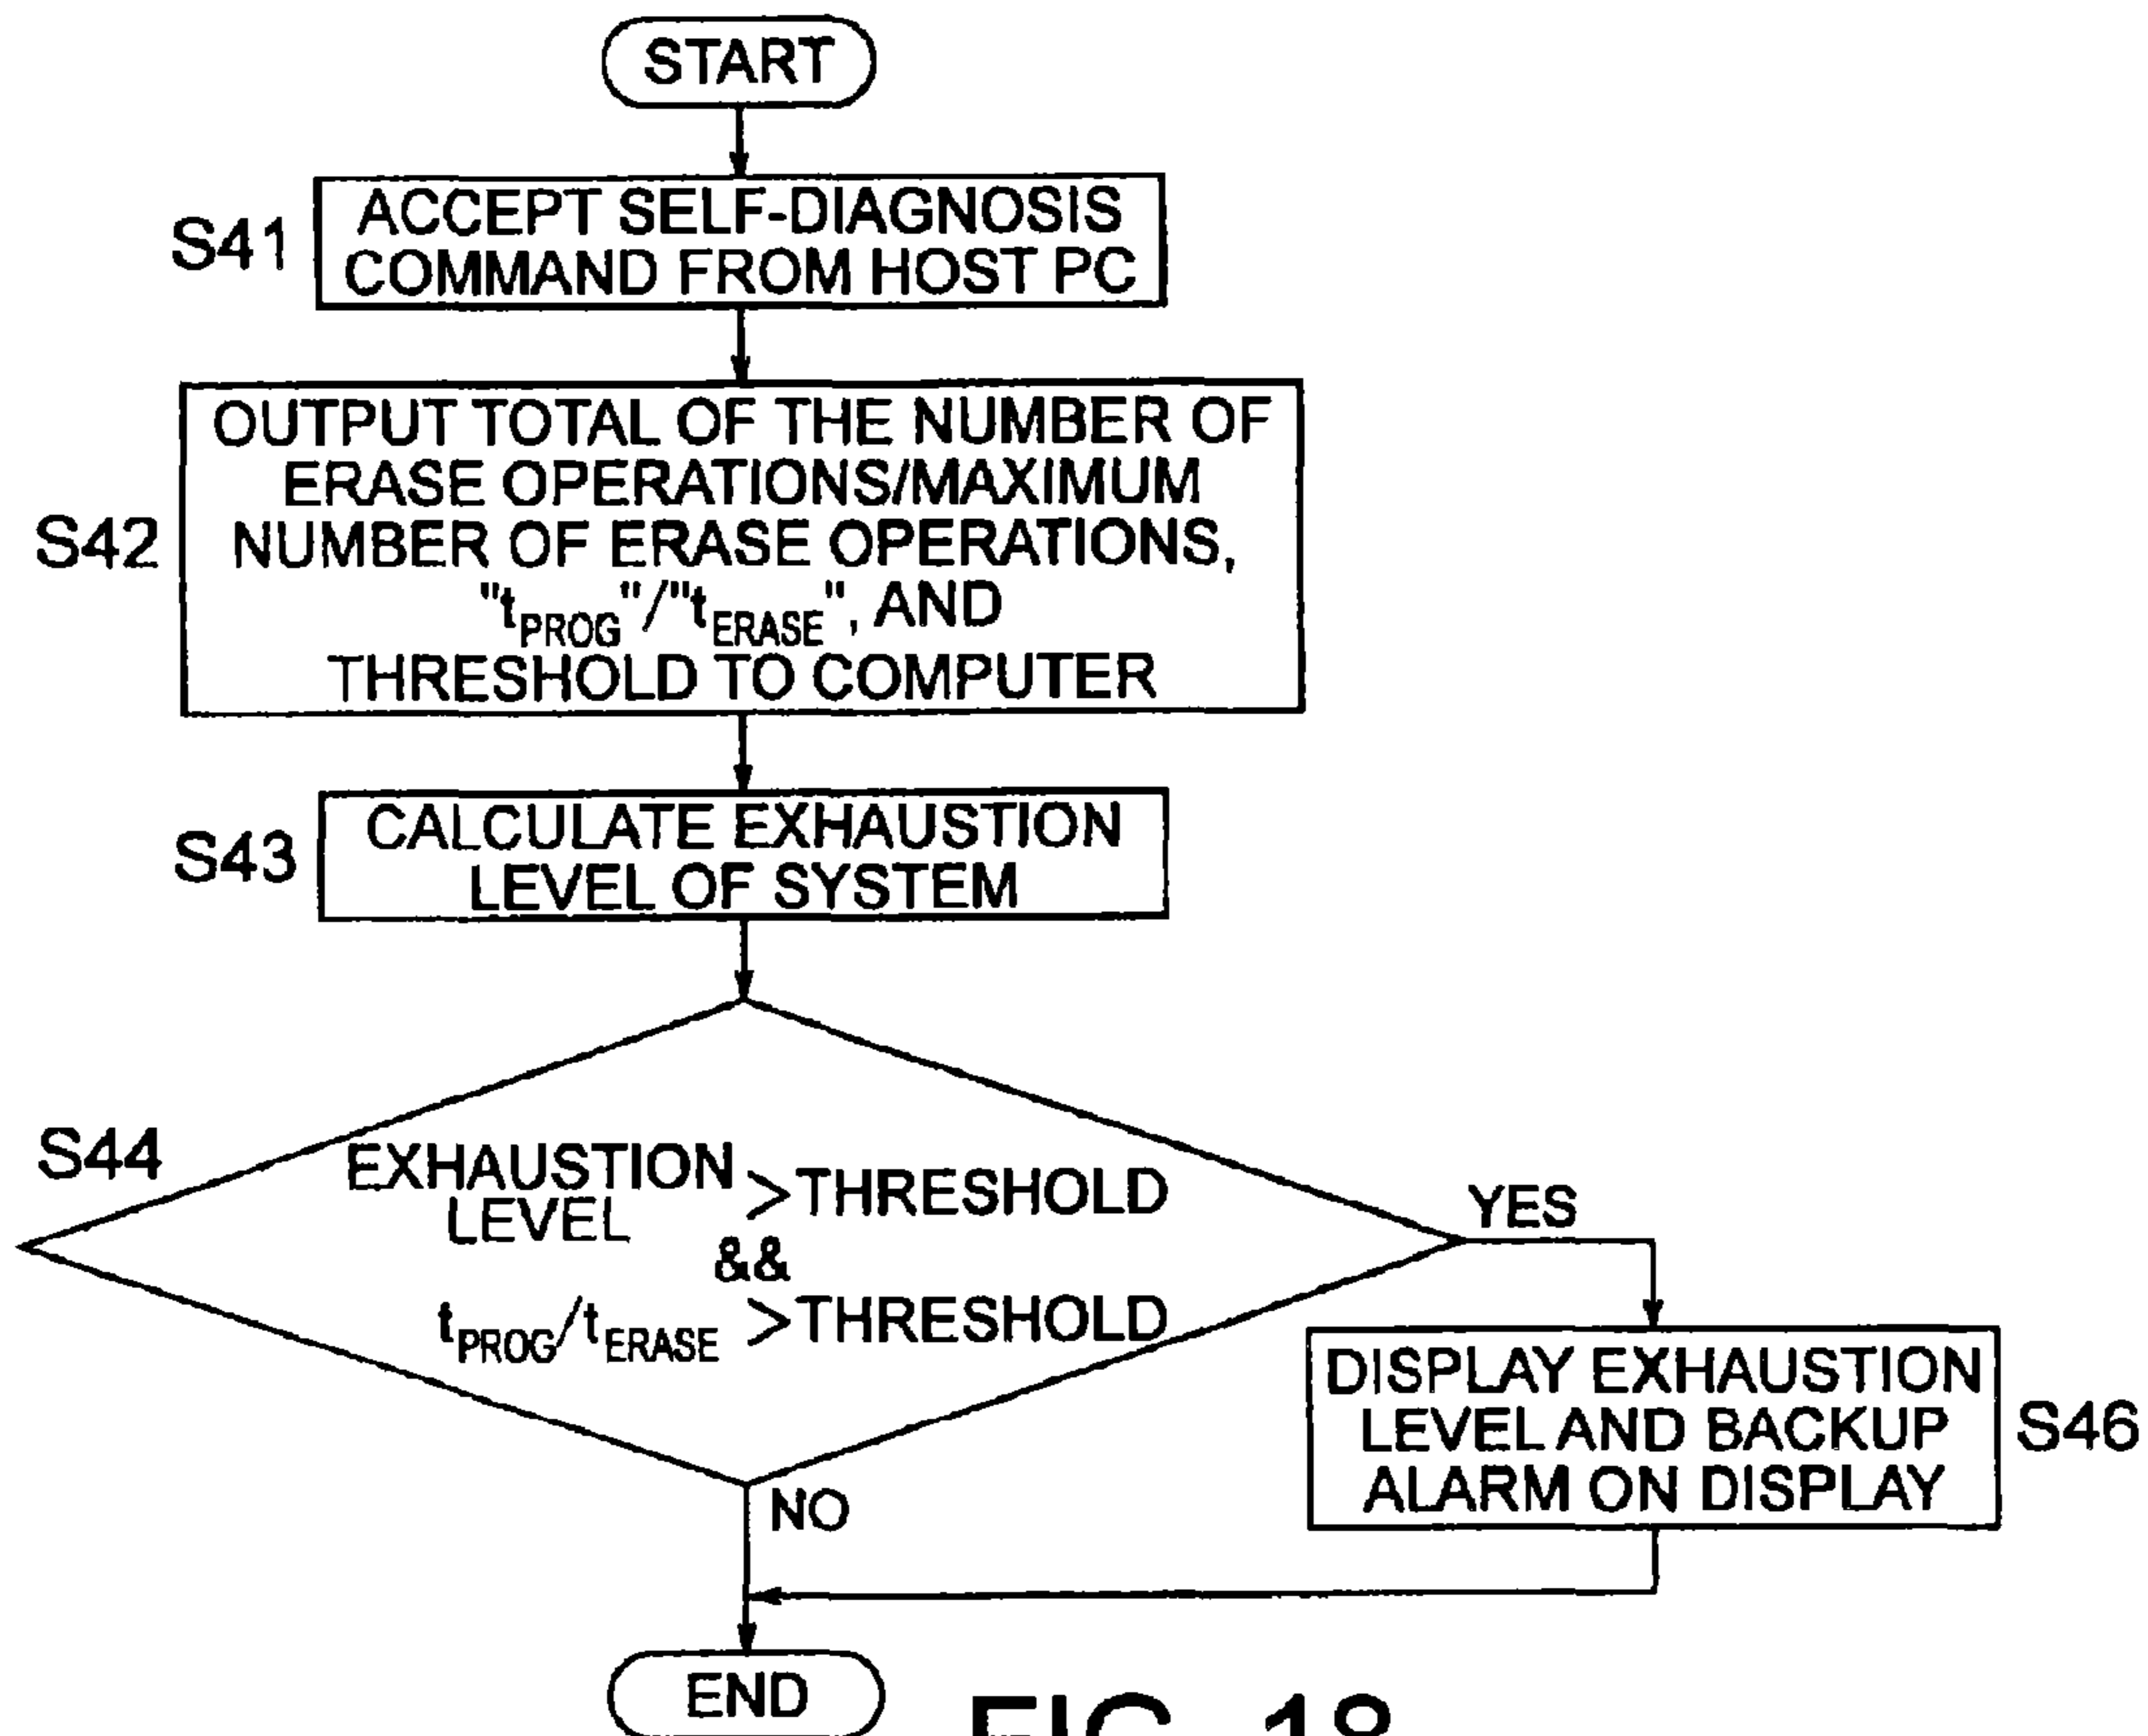 START
S41
ACCEPT SELF-DIAGNOSIS
COMMAND FROM HOST PC
S42
OUTPUT TOTAL OF THE NUMBER OF
ERASE OPERATIONS/MAXIMUM
NUMBER OF ERASE OPERATIONS,
"tPROG"/"tERASE", AND
THRESHOLD TO COMPUTER
S43
CALCULATE EXHAUSTION
LEVEL OF SYSTEM
S44
EXHAUSTION
LEVEL >THRESHOLD
&&
tPROG/tERASE >THRESHOLD
YES
DISPLAY EXHAUSTION
LEVEL AND BACKUP
ALARM ON DISPLAY
S46
NO
END
FIG. 18